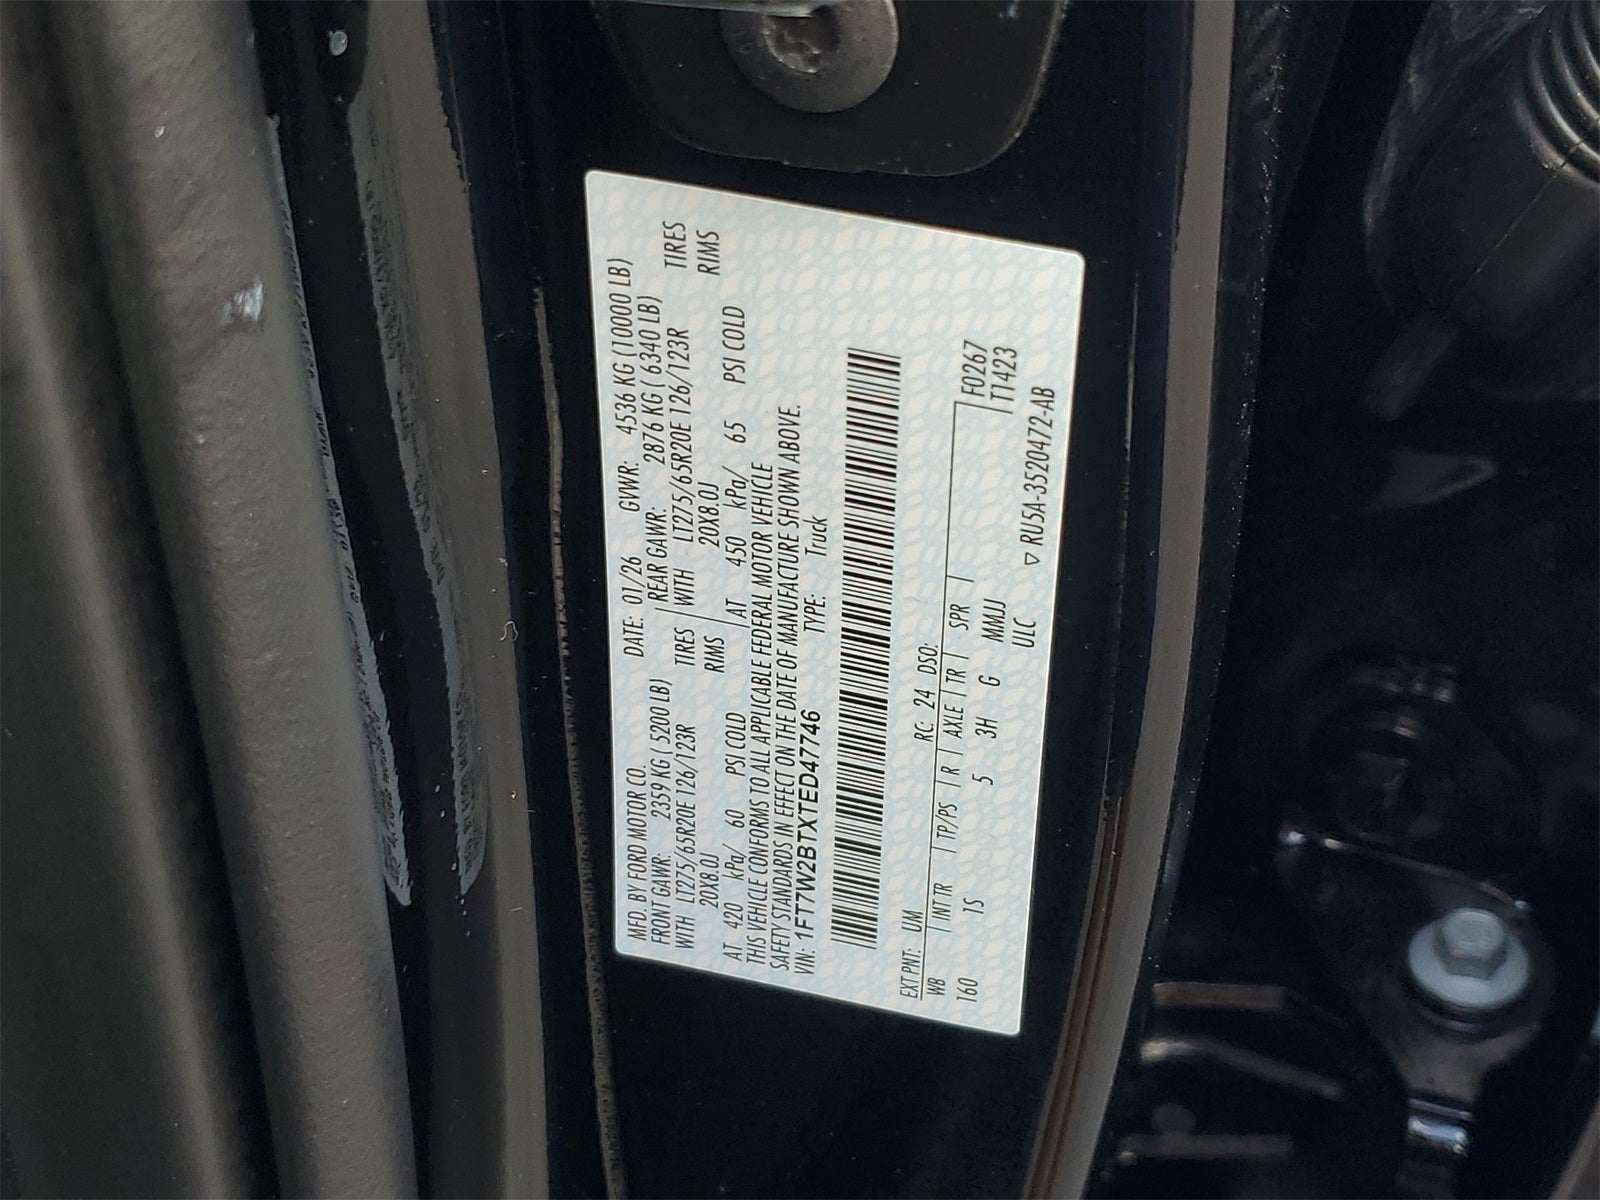 MFD. BY FORD MOTOR CO.
DATE: 01/26 GVWR: 4536 KG (10000 LB)
FRONT GAWR: 2359 KG ( 5200 LB)
REAR GAWR: 2876 KG ( 6340 LB)
WITH LT275/65R20E 126/123R TIRES
WITH LT275/65R20E 126/123R TIRES
20X8.0J RIMS
20X8.0J RIMS
AT 420 kPa/ 60 PSI COLD
AT 450 kPa/ 65 PSI COLD
THIS VEHICLE CONFORMS TO ALL APPLICABLE FEDERAL MOTOR VEHICLE
SAFETY STANDARDS IN EFFECT ON THE DATE OF MANUFACTURE SHOWN ABOVE.
VIN: 1FT7W2BTXTED47746 TYPE: Truck
EXT PNT: UM RC: 24 DSO:
WB INTTR TP/PS R AXLE TR SPR F0267
160 1S 5 3H G MMJJ T1423
ULC ▽ RU5A-3520472-AB